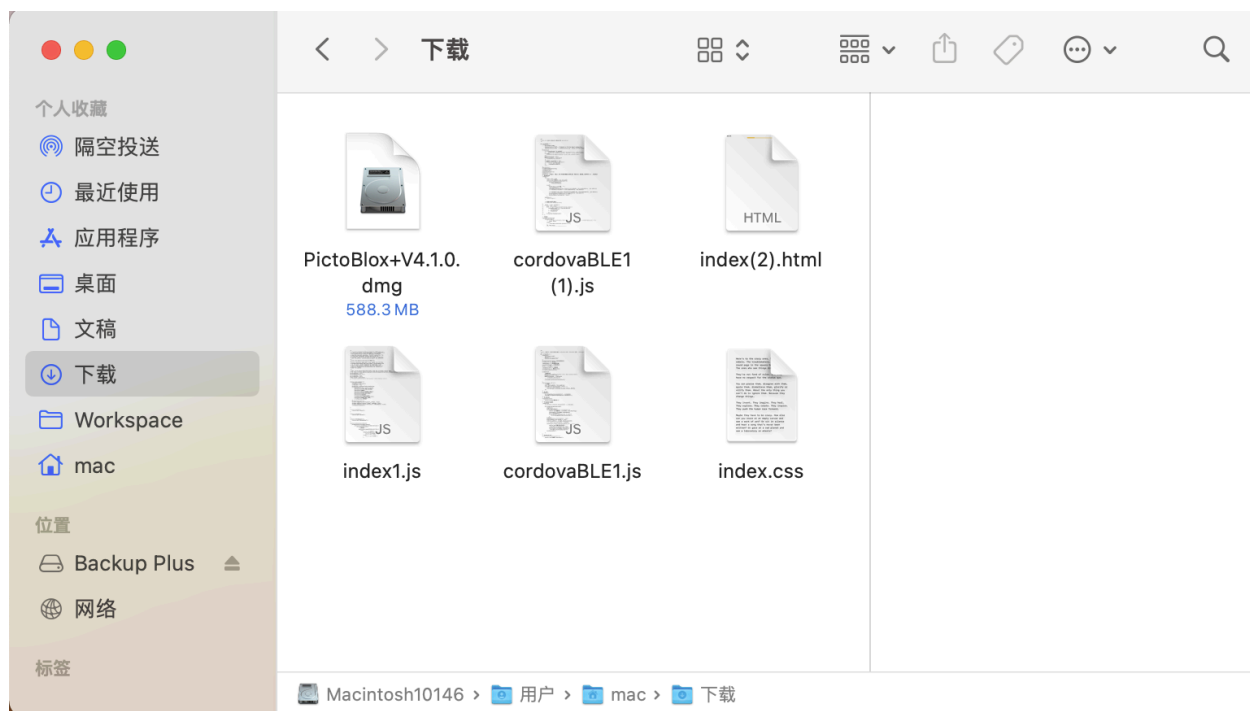 下载
个人收藏
隔空投送
最近使用
应用程序
桌面
文稿
下载
Workspace
mac
位置
Backup Plus
网络
标签
PictoBlox+V4.1.0.
dmg
588.3 MB
JS
cordovaBLE1
(1).js
HTML
index(2).html
JS
index1.js
JS
cordovaBLE1.js
index.css
Macintosh10146 › 用户 › mac › 下载